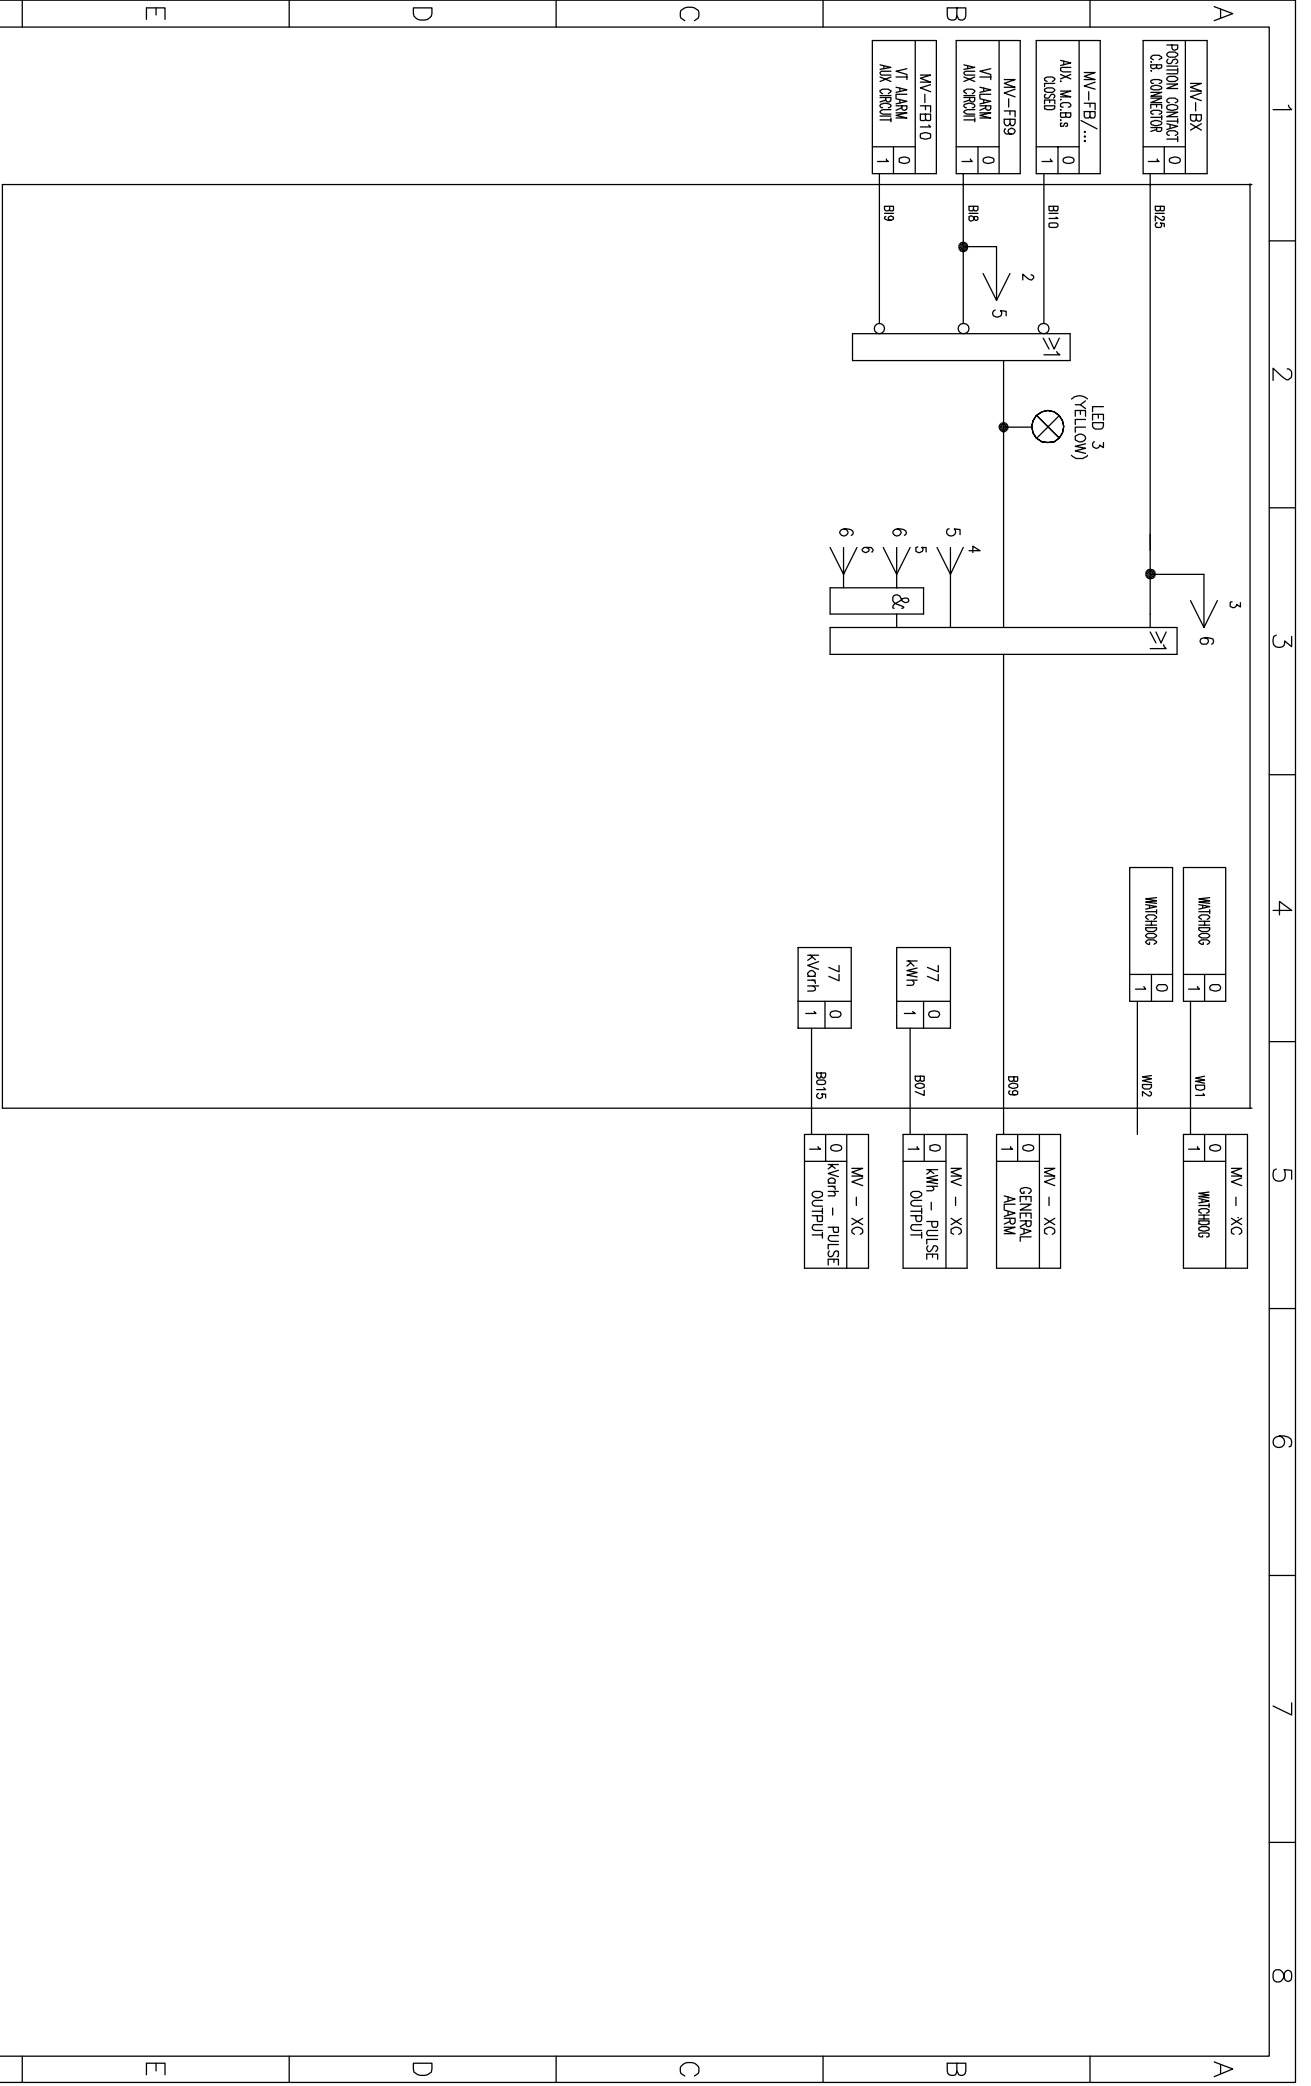 1
2
3
4
5
6
7
8
A
B
C
D
E
A
B
C
D
E
MV-BX
POSITION CONTACT
C.B. CONNECTOR
0
1
BI25
3
6
MV-FB/...
AUX. M.C.B.s
CLOSED
0
1
BI10
MV-FB9
VT ALARM
AUX CIRCUIT
0
1
BI8
2
5
MV-FB10
VT ALARM
AUX CIRCUIT
0
1
BI9
≥1
LED 3
(YELLOW)
5
4
6
5
6
6
&
≥1
WATCHDOG
0
1
WD1
MV - XC
0
1
WATCHDOG
WATCHDOG
0
1
WD2
B09
MV - XC
0
1
GENERAL
ALARM
77
kWh
0
1
B07
MV - XC
0
1
kWh - PULSE
OUTPUT
77
kVarh
0
1
B015
MV - XC
0
1
kVarh - PULSE
OUTPUT